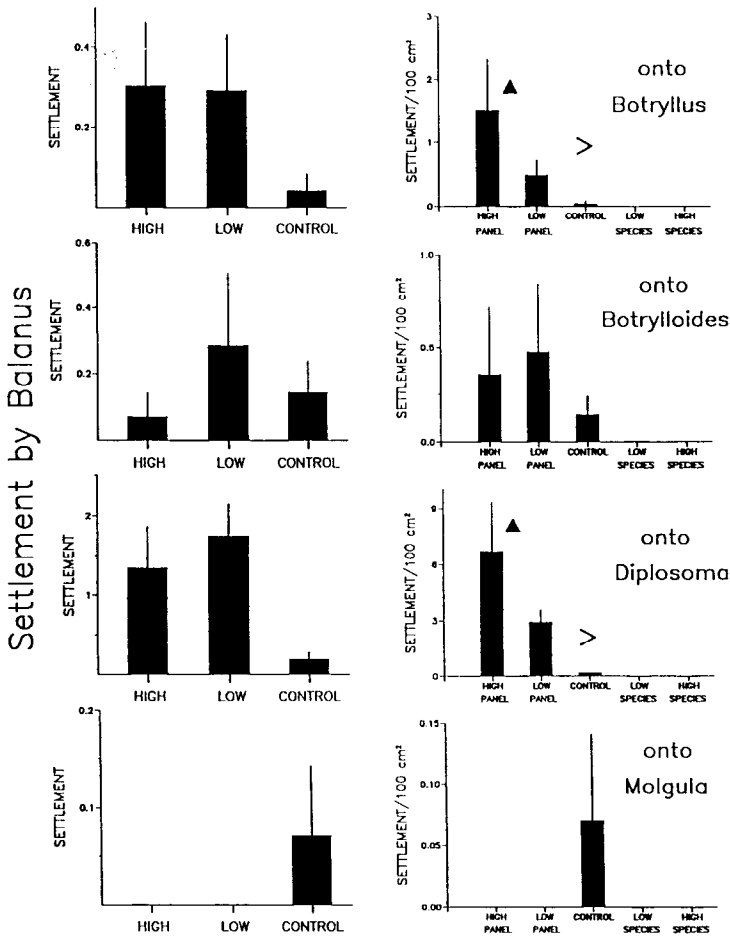 Settlement by Balanus
SETTLEMENT
0.4
0.2
HIGH LOW CONTROL
SETTLEMENT/100 cm²
3
2
1
0
HIGH PANEL LOW PANEL CONTROL LOW SPECIES HIGH SPECIES
>
onto
Botryllus
SETTLEMENT
0.6
0.4
0.2
HIGH LOW CONTROL
SETTLEMENT/100 cm²
1.0
0.5
0.0
HIGH PANEL LOW PANEL CONTROL LOW SPECIES HIGH SPECIES
onto
Botrylloides
SETTLEMENT
2
1
HIGH LOW CONTROL
SETTLEMENT/100 cm²
9
6
3
0
HIGH PANEL LOW PANEL CONTROL LOW SPECIES HIGH SPECIES
>
onto
Diplosoma
SETTLEMENT
0.2
0.1
HIGH LOW CONTROL
SETTLEMENT/100 cm²
0.15
0.10
0.05
0.00
HIGH PANEL LOW PANEL CONTROL LOW SPECIES HIGH SPECIES
onto
Molgula